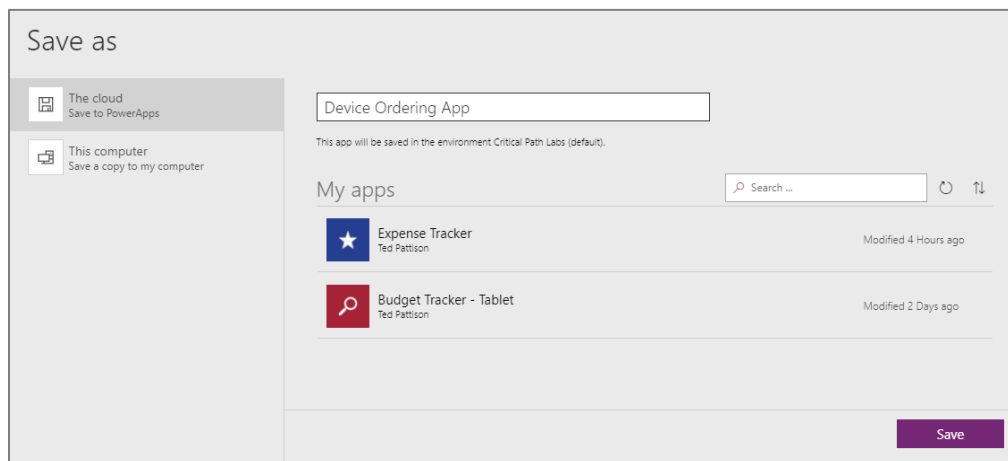 Save as
The cloud
Save to PowerApps
This computer
Save a copy to my computer
Device Ordering App
This app will be saved in the environment Critical Path Labs (default).
My apps
Search ...
Expense Tracker
Ted Pattison
Modified 4 Hours ago
Budget Tracker - Tablet
Ted Pattison
Modified 2 Days ago
Save